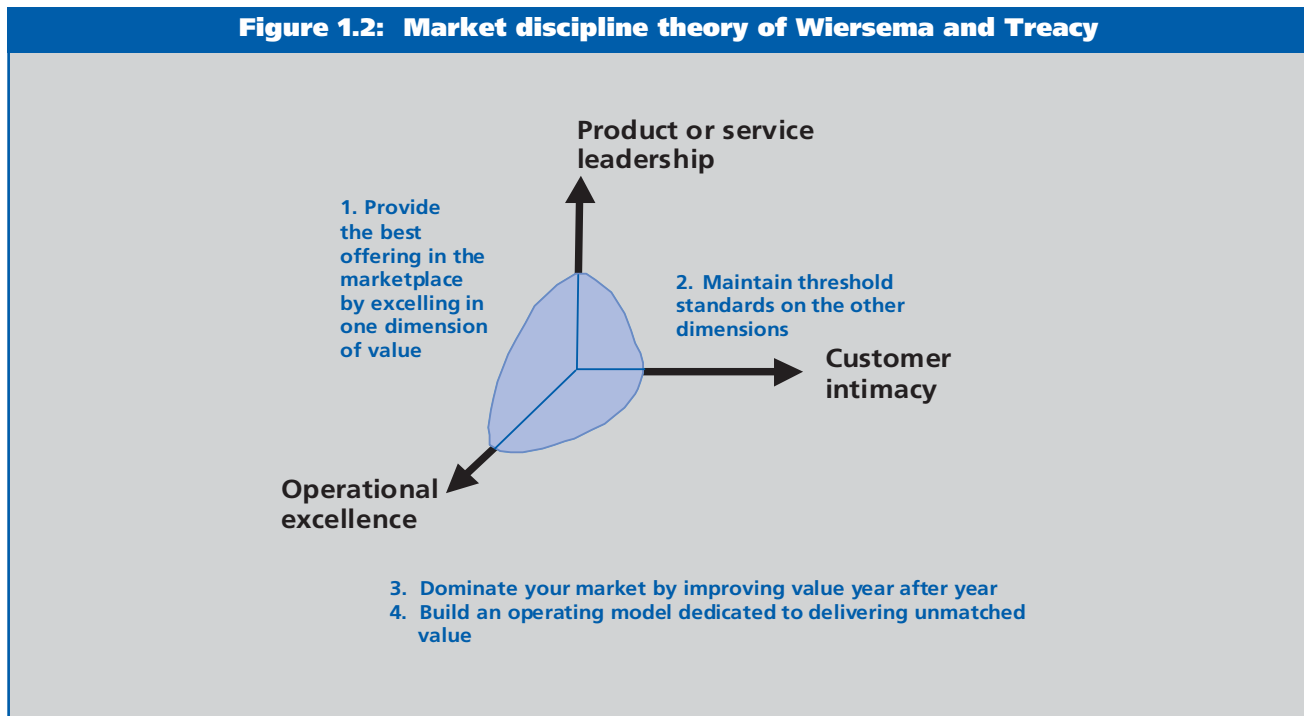 Figure 1.2: Market discipline theory of Wiersema and Treacy
Product or service
leadership
1. Provide
the best
offering in the
marketplace
by excelling in
one dimension
of value
2. Maintain threshold
standards on the other
dimensions
Customer
intimacy
Operational
excellence
3. Dominate your market by improving value year after year
4. Build an operating model dedicated to delivering unmatched
value